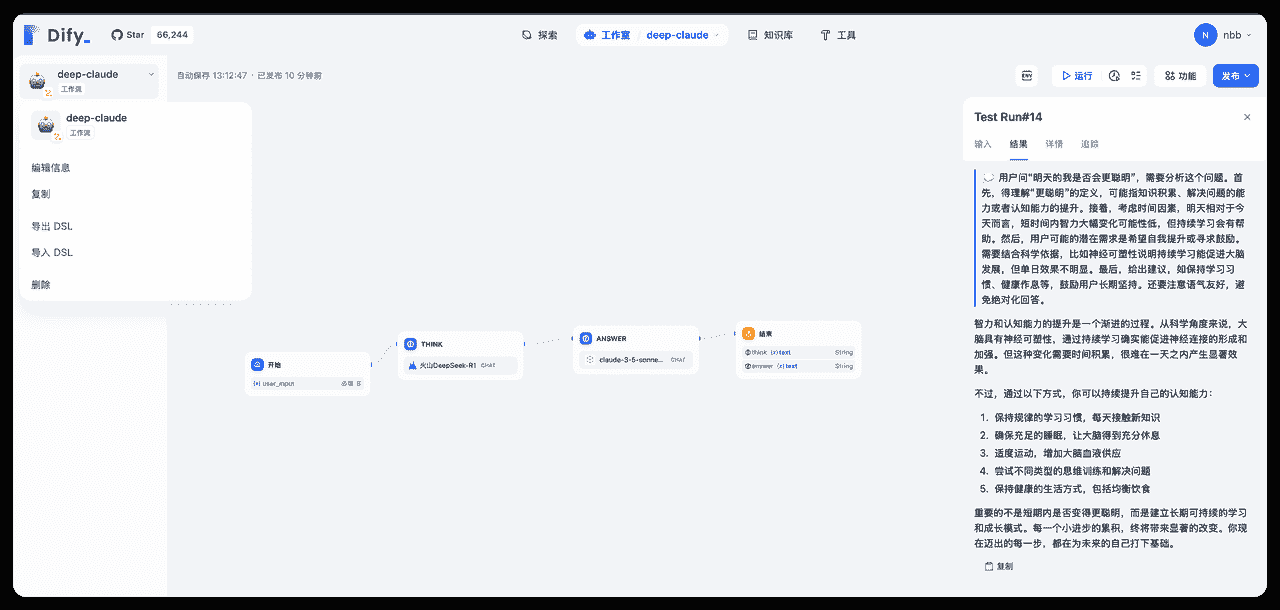 Dify_
Star 66,244
探索
工作室 / deep-claude
知识库
工具
N nbb
deep-claude
工作流
自动保存 13:12:47 · 已发布 10 分钟前
ENV
运行
功能
发布
deep-claude
工作流
编辑信息
复制
导出 DSL
导入 DSL
删除
开始
{x} user_input 必填
THINK
火山DeepSeek-R1 CHAT
ANSWER
claude-3-5-sonne... CHAT
结束
think {x} text String
answer {x} text String
Test Run#14
输入 结果 详情 追踪
用户问“明天的我是否会更聪明”，需要分析这个问题。首
先，得理解“更聪明”的定义，可能指知识积累、解决问题的能
力或者认知能力的提升。接着，考虑时间因素，明天相对于今
天而言，短时间内智力大幅变化可能性低，但持续学习会有帮
助。然后，用户可能的潜在需求是希望自我提升或寻求鼓励。
需要结合科学依据，比如神经可塑性说明持续学习能促进大脑
发展，但单日效果不明显。最后，给出建议，如保持学习习
惯、健康作息等，鼓励用户长期坚持。还要注意语气友好，避
免绝对化回答。
智力和认知能力的提升是一个渐进的过程。从科学角度来说，大
脑具有神经可塑性，通过持续学习确实能促进神经连接的形成和
加强。但这种变化需要时间积累，很难在一天之内产生显著效
果。
不过，通过以下方式，你可以持续提升自己的认知能力：
1. 保持规律的学习习惯，每天接触新知识
2. 确保充足的睡眠，让大脑得到充分休息
3. 适度运动，增加大脑血液供应
4. 尝试不同类型的思维训练和解决问题
5. 保持健康的生活方式，包括均衡饮食
重要的不是短期内是否变得更聪明，而是建立长期可持续的学习
和成长模式。每一个小进步的累积，终将带来显著的改变。你现
在迈出的每一步，都在为未来的自己打下基础。
复制